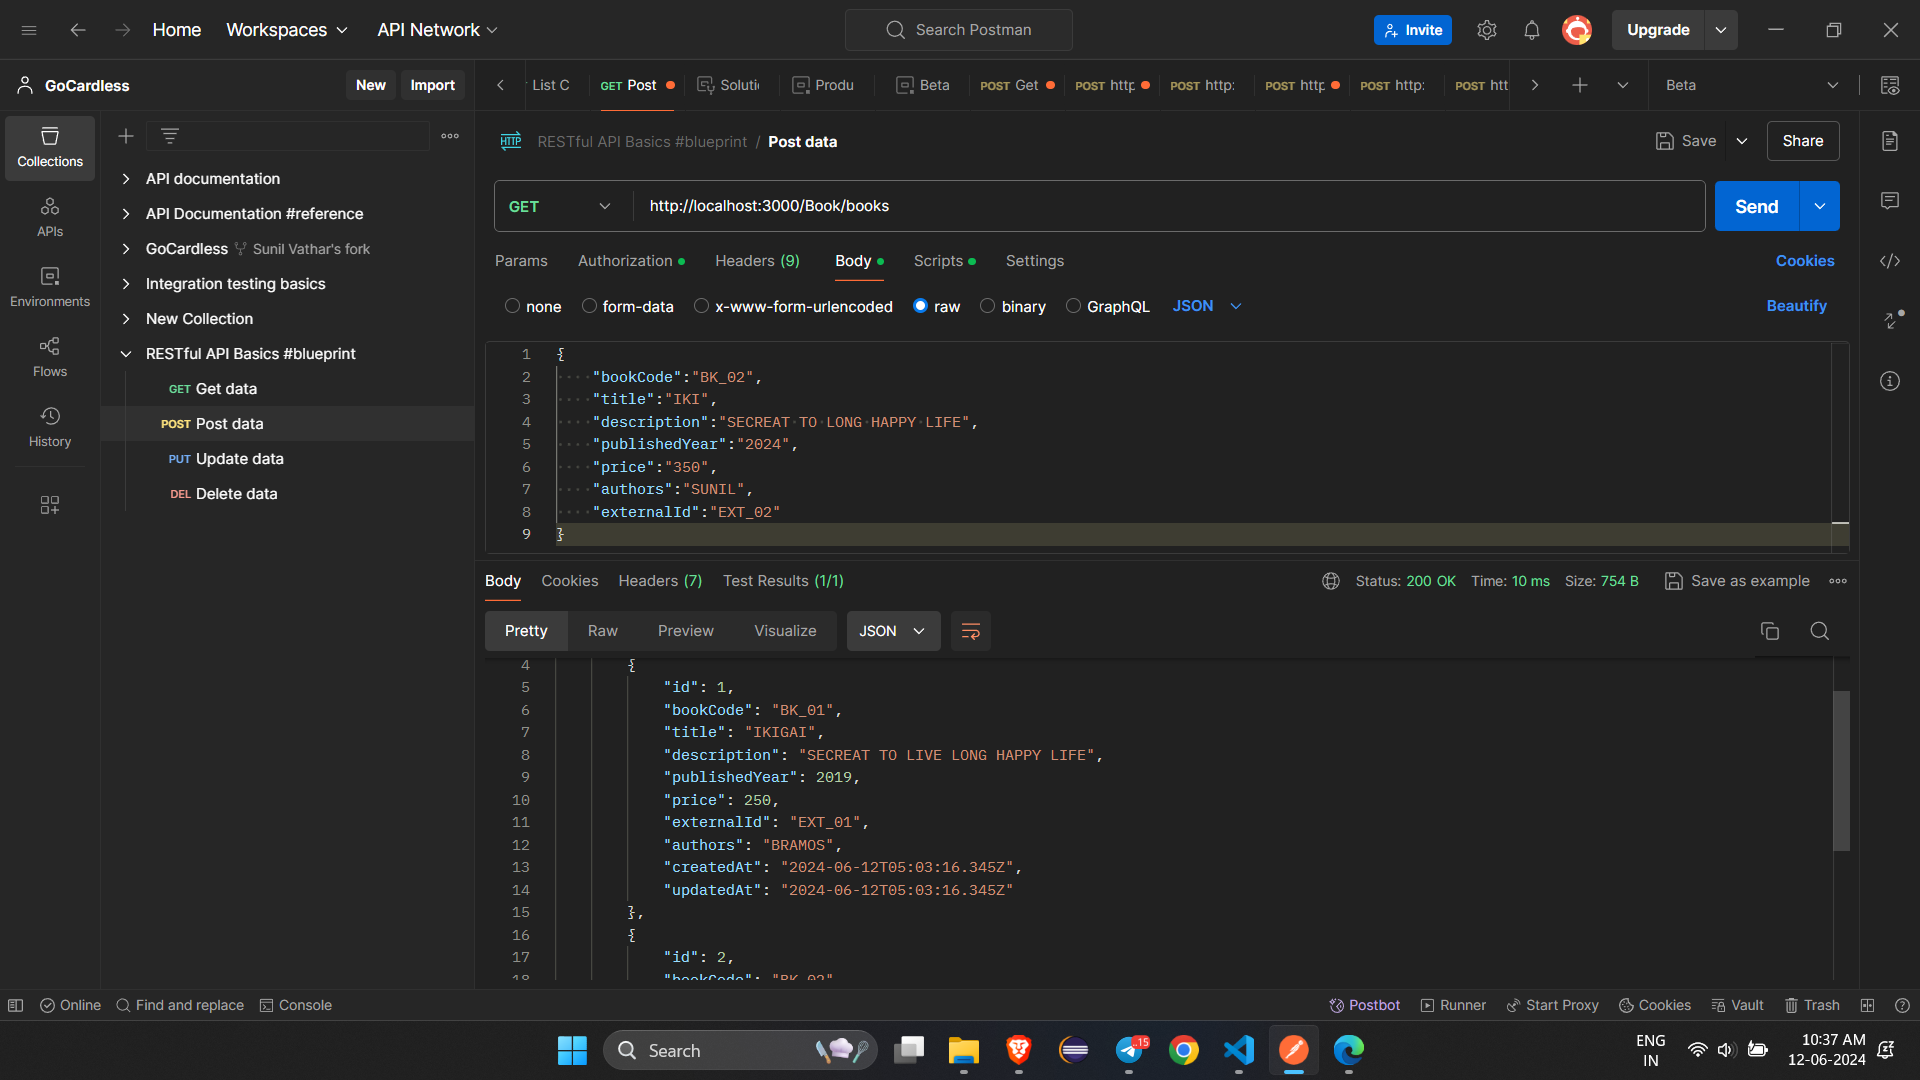 Home Workspaces API Network Search Postman Invite Upgrade
GoCardless New Import List C GET Post Soluti Produ Beta POST Get POST http POST http: POST http POST http: POST htt Beta
RESTful API Basics #blueprint / Post data Save Share
Collections
APIs
Environments
Flows
History
API documentation
API Documentation #reference
GoCardless Sunil Vathar's fork
Integration testing basics
New Collection
RESTful API Basics #blueprint
GET Get data
POST Post data
PUT Update data
DEL Delete data
GET http://localhost:3000/Book/books Send
Params Authorization Headers (9) Body Scripts Settings Cookies
none form-data x-www-form-urlencoded raw binary GraphQL JSON Beautify
1 {
2 "bookCode":"BK_02",
3 "title":"IKI",
4 "description":"SECREAT TO LONG HAPPY LIFE",
5 "publishedYear":"2024",
6 "price":"350",
7 "authors":"SUNIL",
8 "externalId":"EXT_02"
9 }
Body Cookies Headers (7) Test Results (1/1) Status: 200 OK Time: 10 ms Size: 754 B Save as example
Pretty Raw Preview Visualize JSON
4 {
5 "id": 1,
6 "bookCode": "BK_01",
7 "title": "IKIGAI",
8 "description": "SECREAT TO LIVE LONG HAPPY LIFE",
9 "publishedYear": 2019,
10 "price": 250,
11 "externalId": "EXT_01",
12 "authors": "BRAMOS",
13 "createdAt": "2024-06-12T05:03:16.345Z",
14 "updatedAt": "2024-06-12T05:03:16.345Z"
15 },
16 {
17 "id": 2,
18 "bookCode": "BK_02"
Online Find and replace Console Postbot Runner Start Proxy Cookies Vault Trash
Search 15 ENG IN 10:37 AM
12-06-2024